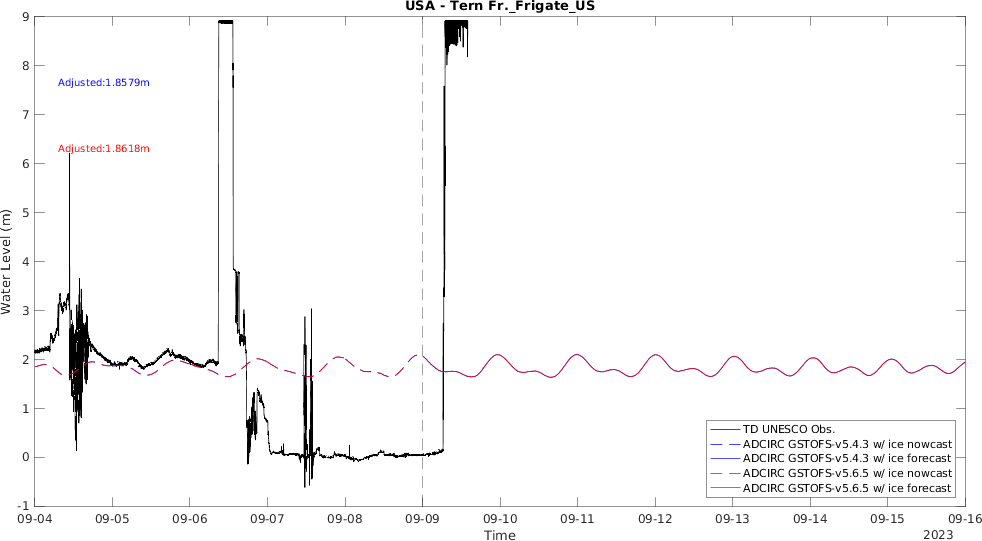 USA - Tern Fr._Frigate_US
9
8
7
6
5
4
3
2
1
0
-1
Water Level (m)
Adjusted:1.8579m
Adjusted:1.8618m
TD UNESCO Obs.
ADCIRC GSTOFS-v5.4.3 w/ ice nowcast
ADCIRC GSTOFS-v5.4.3 w/ ice forecast
ADCIRC GSTOFS-v5.6.5 w/ ice nowcast
ADCIRC GSTOFS-v5.6.5 w/ ice forecast
09-04 09-05 09-06 09-07 09-08 09-09 09-10 09-11 09-12 09-13 09-14 09-15 09-16
Time
2023